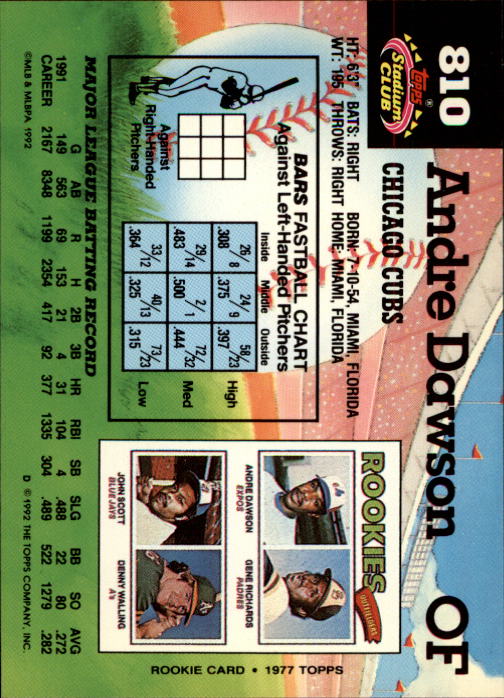 810
Topps®
Stadium
CLUB™
Andre Dawson OF
CHICAGO CUBS
HT: 6'3" BATS: RIGHT BORN: 7-10-54, MIAMI, FLORIDA
WT: 195 THROWS: RIGHT HOME: MIAMI, FLORIDA
BARS FASTBALL CHART
Against Left-Handed Pitchers
Inside Middle Outside
26/8 .308 24/9 .375 58/23 .397 High
29/14 .483 2/1 .500 72/32 .444 Med
33/12 .364 40/13 .325 73/23 .315 Low
Against
Right-Handed
Pitchers
ROOKIES
OUTFIELDERS
ANDRE DAWSON
EXPOS
GENE RICHARDS
PADRES
JOHN SCOTT
BLUE JAYS
DENNY WALLING
A's
ROOKIE CARD • 1977 TOPPS
MAJOR LEAGUE BATTING RECORD
G AB R H 2B 3B HR RBI SB SLG BB SO AVG
1991 149 563 69 153 21 4 31 104 4 .488 22 80 .272
CAREER 2167 8348 1199 2354 417 92 377 1335 304 .489 522 1279 .282
©MLB & MLBPA 1992
D © 1992 THE TOPPS COMPANY, INC.